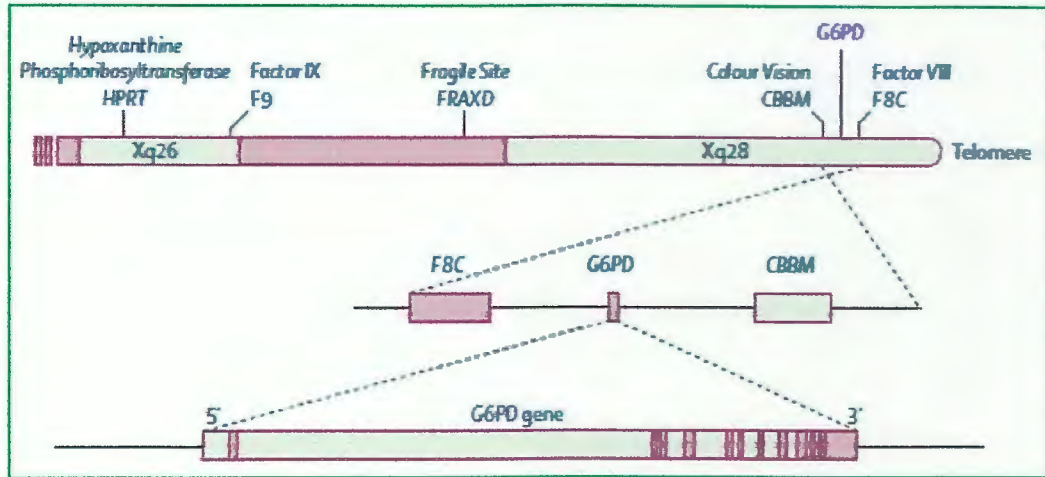 G6PD
Hypoxanthine
Phosphoribosyltransferase
HPRT
Factor IX
F9
Fragile Site
FRAXD
Colour Vision
CBBM
Factor VIII
F8C
Xq26
Xq28
Telomere
F8C
G6PD
CBBM
5'
G6PD gene
3'